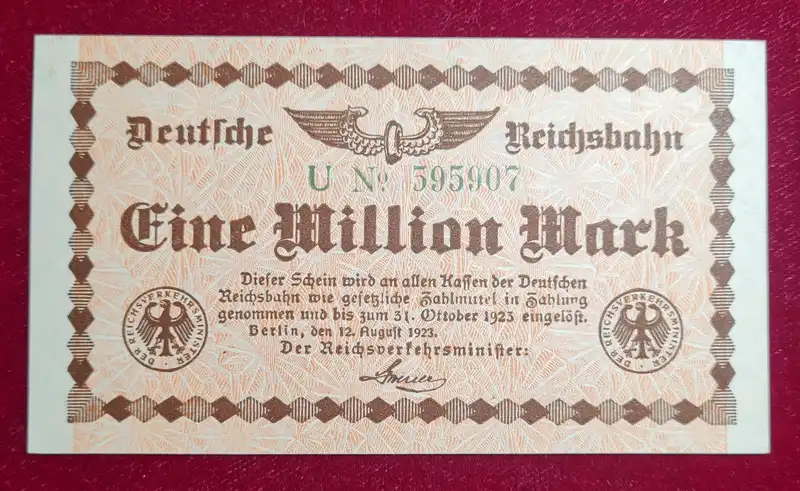 Deutsche Reichsbahn
U No 595907
Eine Million Mark
Dieser Schein wird an allen Kassen der Deutschen
Reichsbahn wie gesetzliche Zahlmittel in Zahlung
genommen und bis zum 31. Oktober 1923 eingelöst.
Berlin, den 12. August 1923.
Der Reichsverkehrsminister:
DER REICHSVERKEHRSMINISTER
DER REICHSVERKEHRSMINISTER